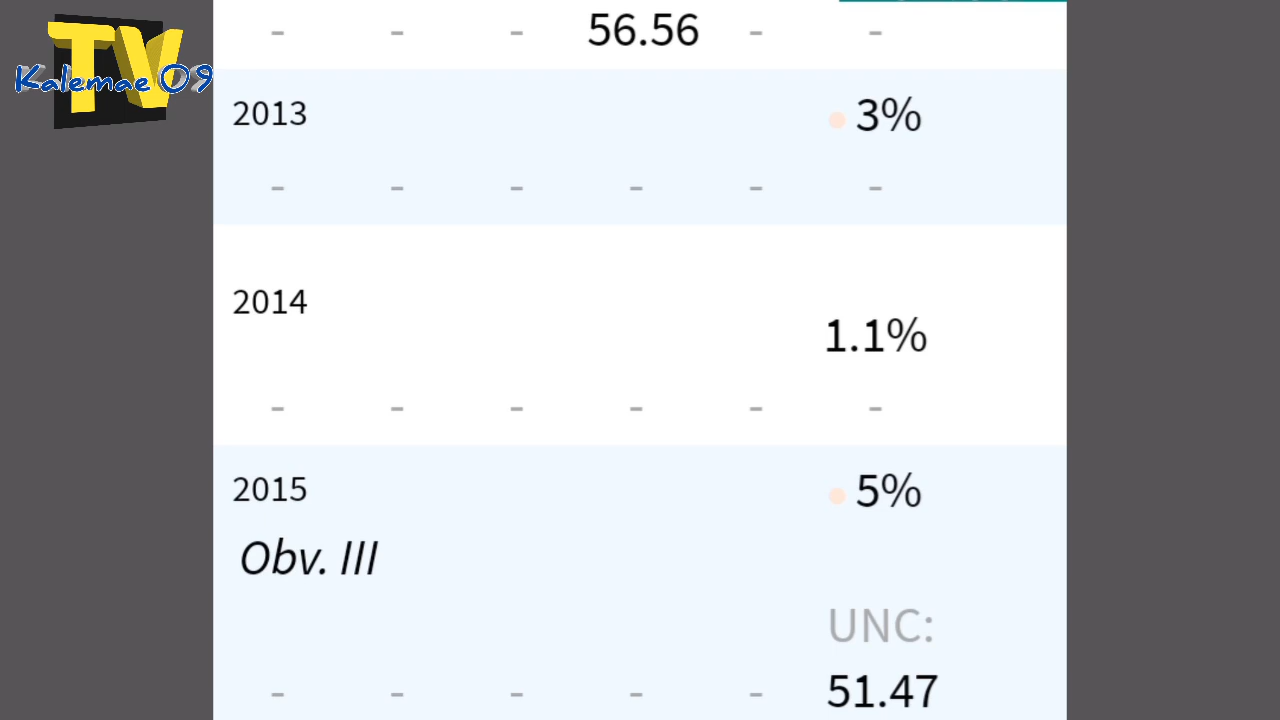 TV
Kalemae 09
- - - 56.56 - -
2013 3%
- - - - - -
2014
1.1%
- - - - - -
2015 5%
Obv. III
UNC:
- - - - - 51.47